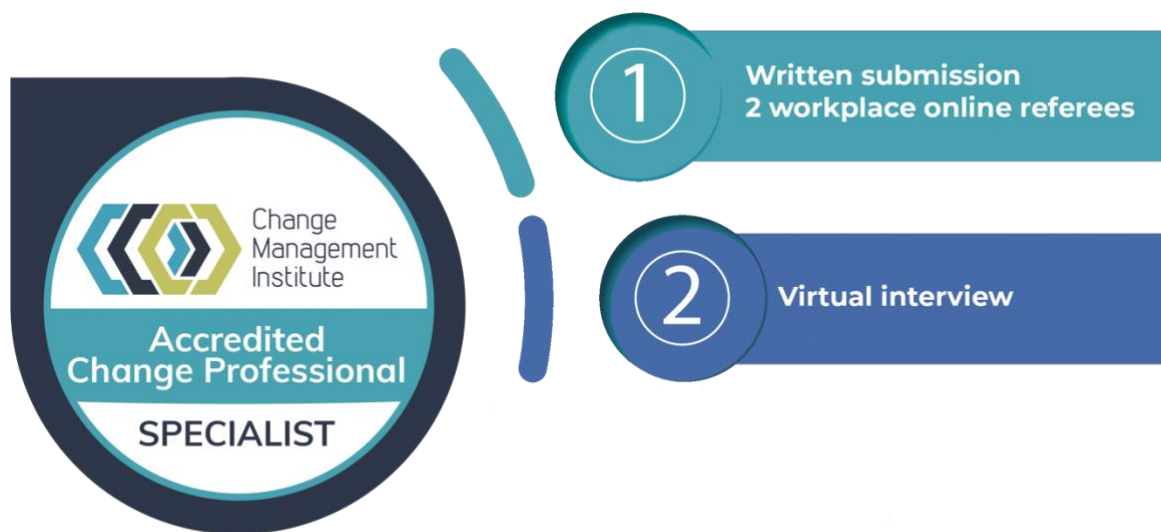 Change
Management
Institute
Accredited
Change Professional
SPECIALIST
1
Written submission
2 workplace online referees
2
Virtual interview